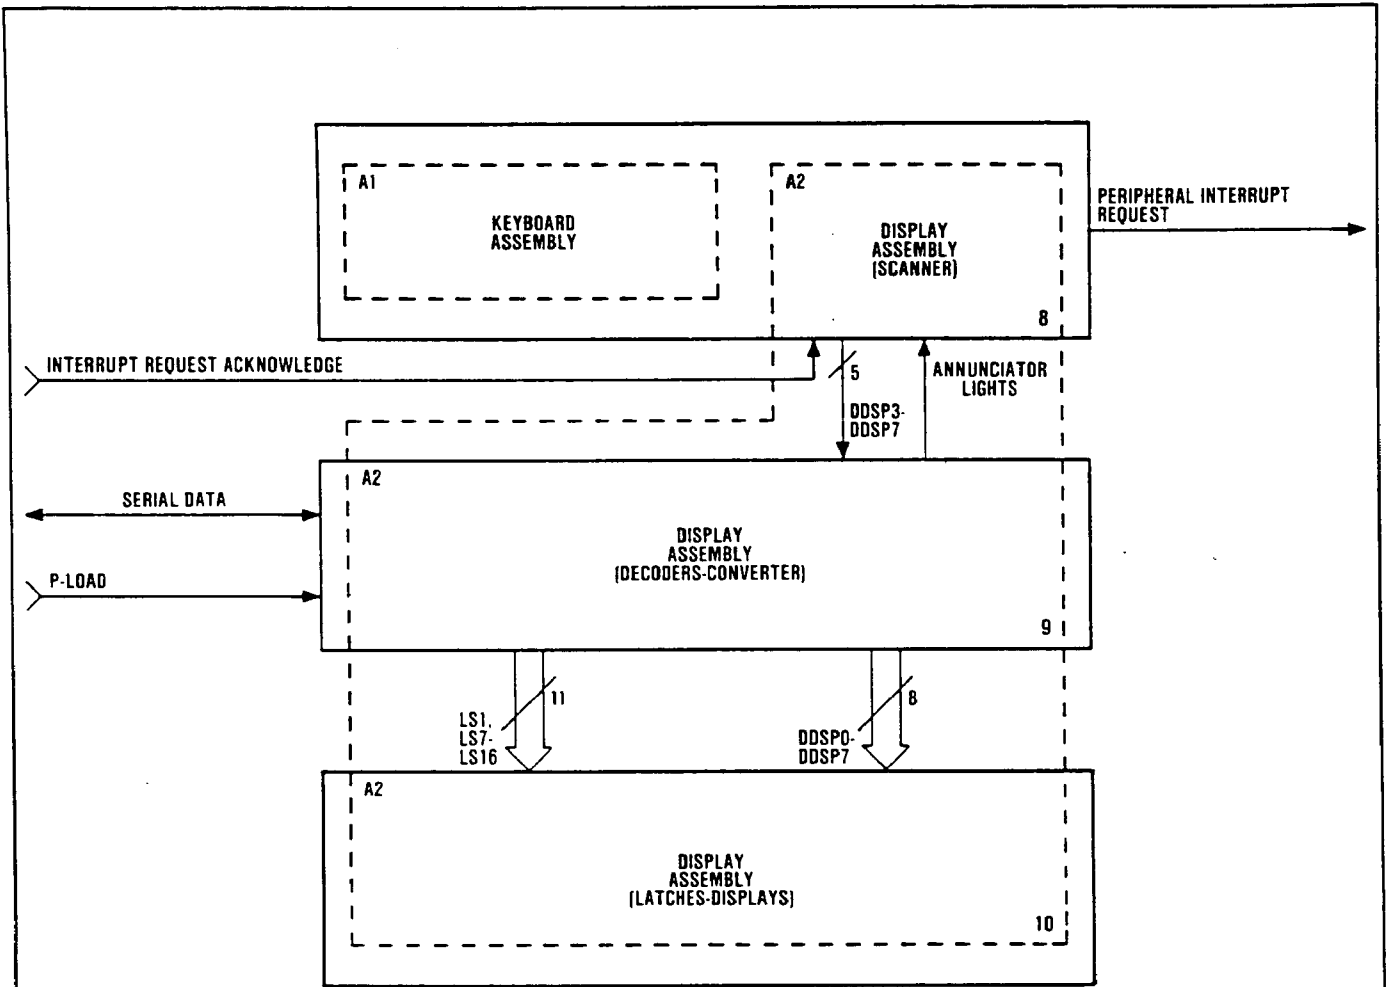 A1
KEYBOARD
ASSEMBLY
A2
DISPLAY
ASSEMBLY
(SCANNER)
8
PERIPHERAL INTERRUPT
REQUEST
INTERRUPT REQUEST ACKNOWLEDGE
5
DDSP3-
DDSP7
ANNUNCIATOR
LIGHTS
SERIAL DATA
P-LOAD
A2
DISPLAY
ASSEMBLY
(DECODERS-CONVERTER)
9
11
LS1,
LS7-
LS16
8
DDSP0-
DDSP7
A2
DISPLAY
ASSEMBLY
(LATCHES-DISPLAYS)
10